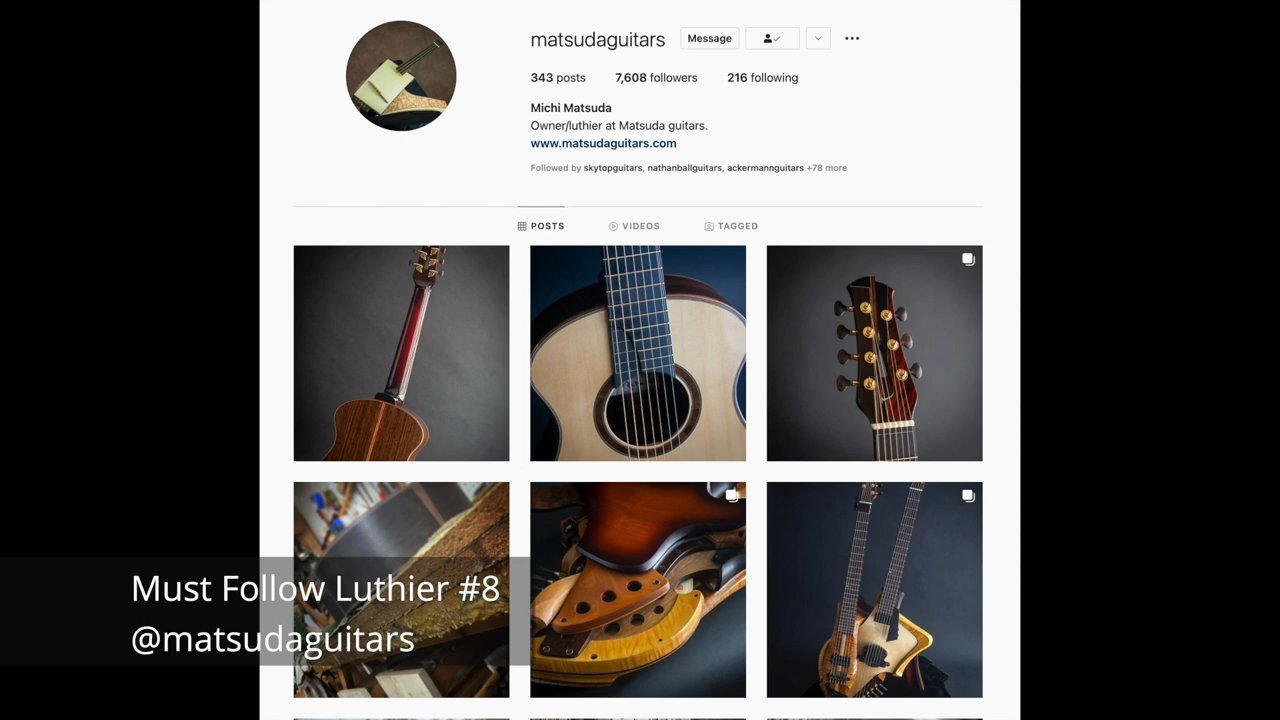 matsudaguitars Message
343 posts 7,608 followers 216 following
Michi Matsuda
Owner/luthier at Matsuda guitars.
www.matsudaguitars.com
Followed by skytopguitars, nathanballguitars, ackermannguitars +78 more
POSTS VIDEOS TAGGED
Must Follow Luthier #8
@matsudaguitars